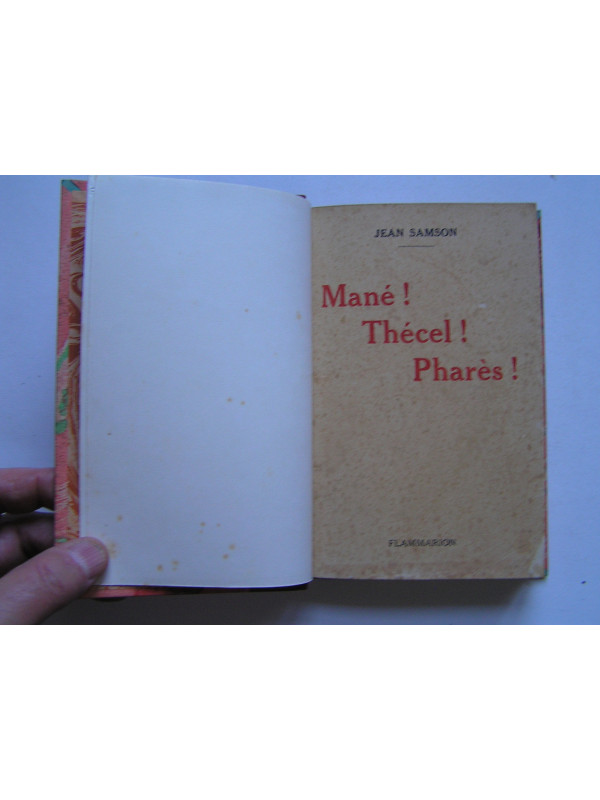 JEAN SAMSON
Mané !
Thécel !
Pharès !
FLAMMARION